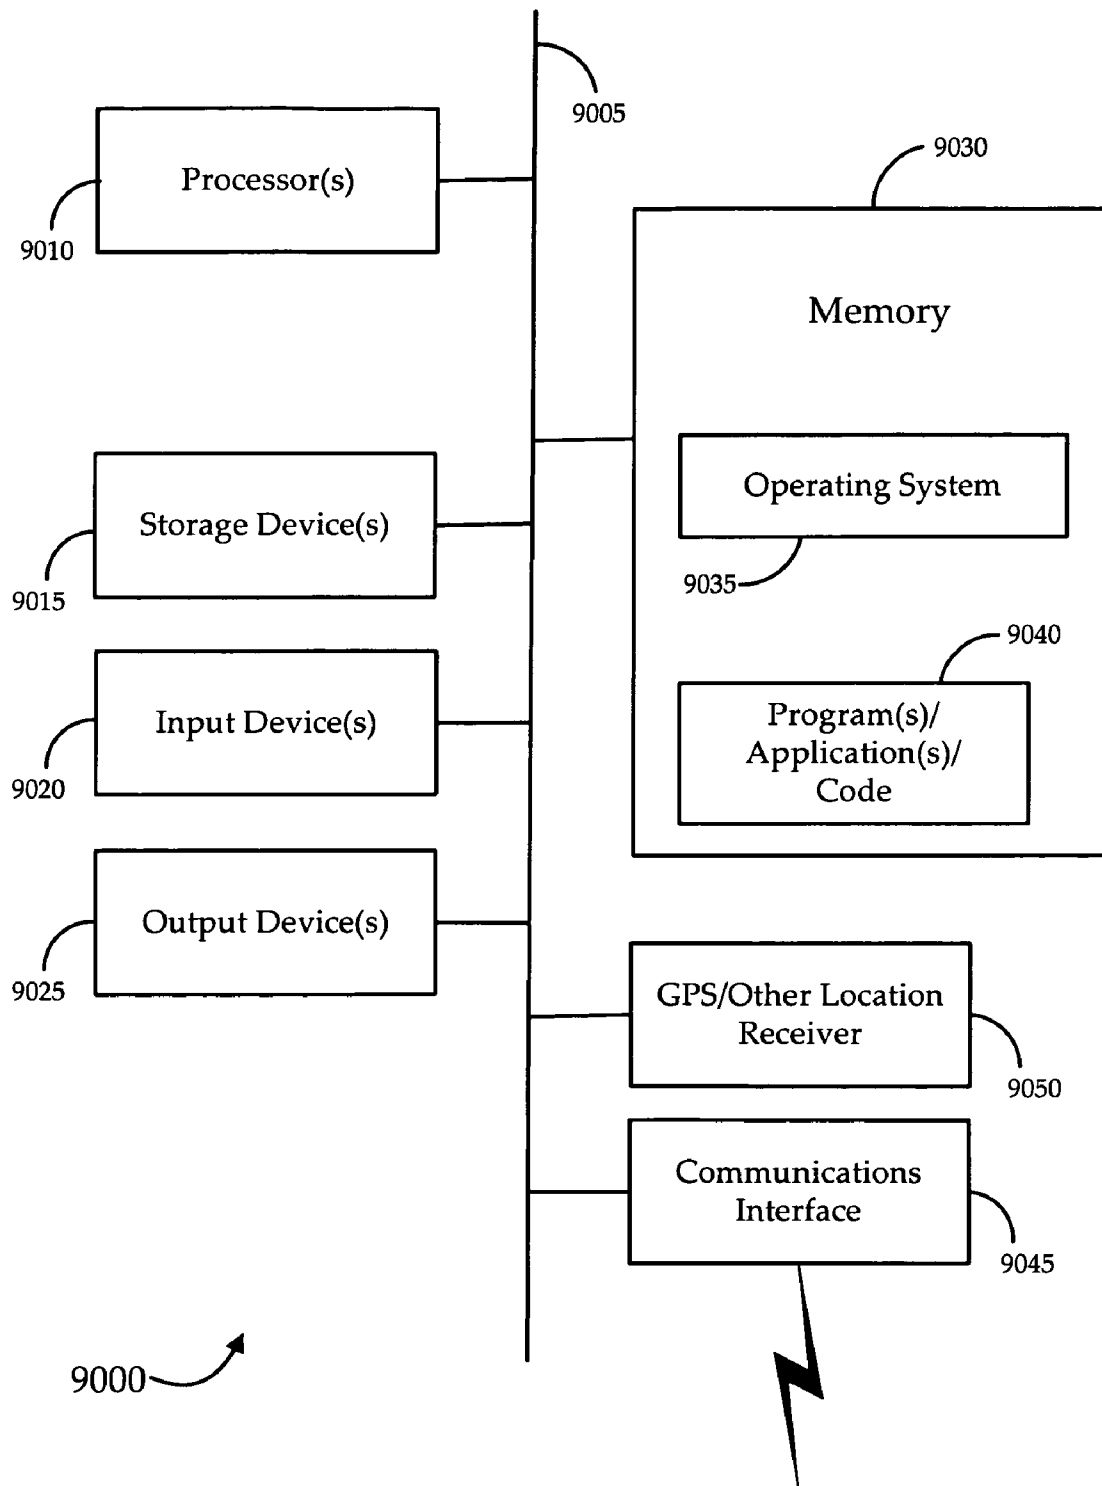 9005
Processor(s)
9010
9030
Memory
Storage Device(s)
9015
Operating System
9035
Input Device(s)
9020
9040
Program(s)/
Application(s)/
Code
Output Device(s)
9025
GPS/Other Location
Receiver
9050
Communications
Interface
9045
9000